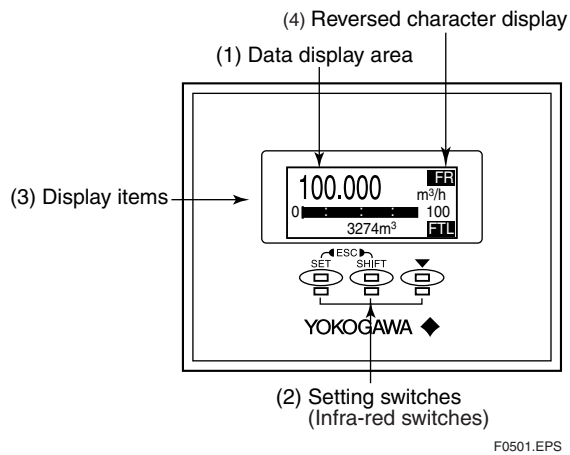 (4) Reversed character display
(1) Data display area
(3) Display items
100.000
FR
m³/h
0
100
3274m³
FTL
ESC
SET
SHIFT
YOKOGAWA
(2) Setting switches
(Infra-red switches)
F0501.EPS